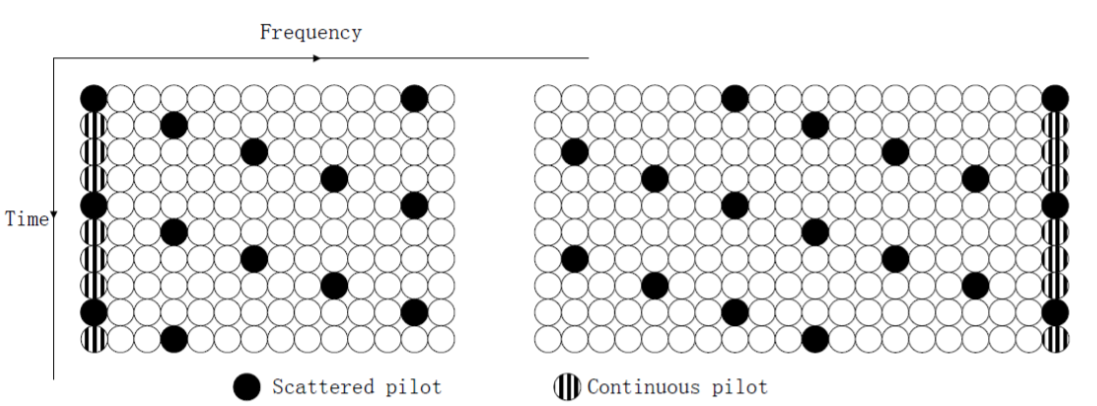 Frequency
Time
Scattered pilot
Continuous pilot